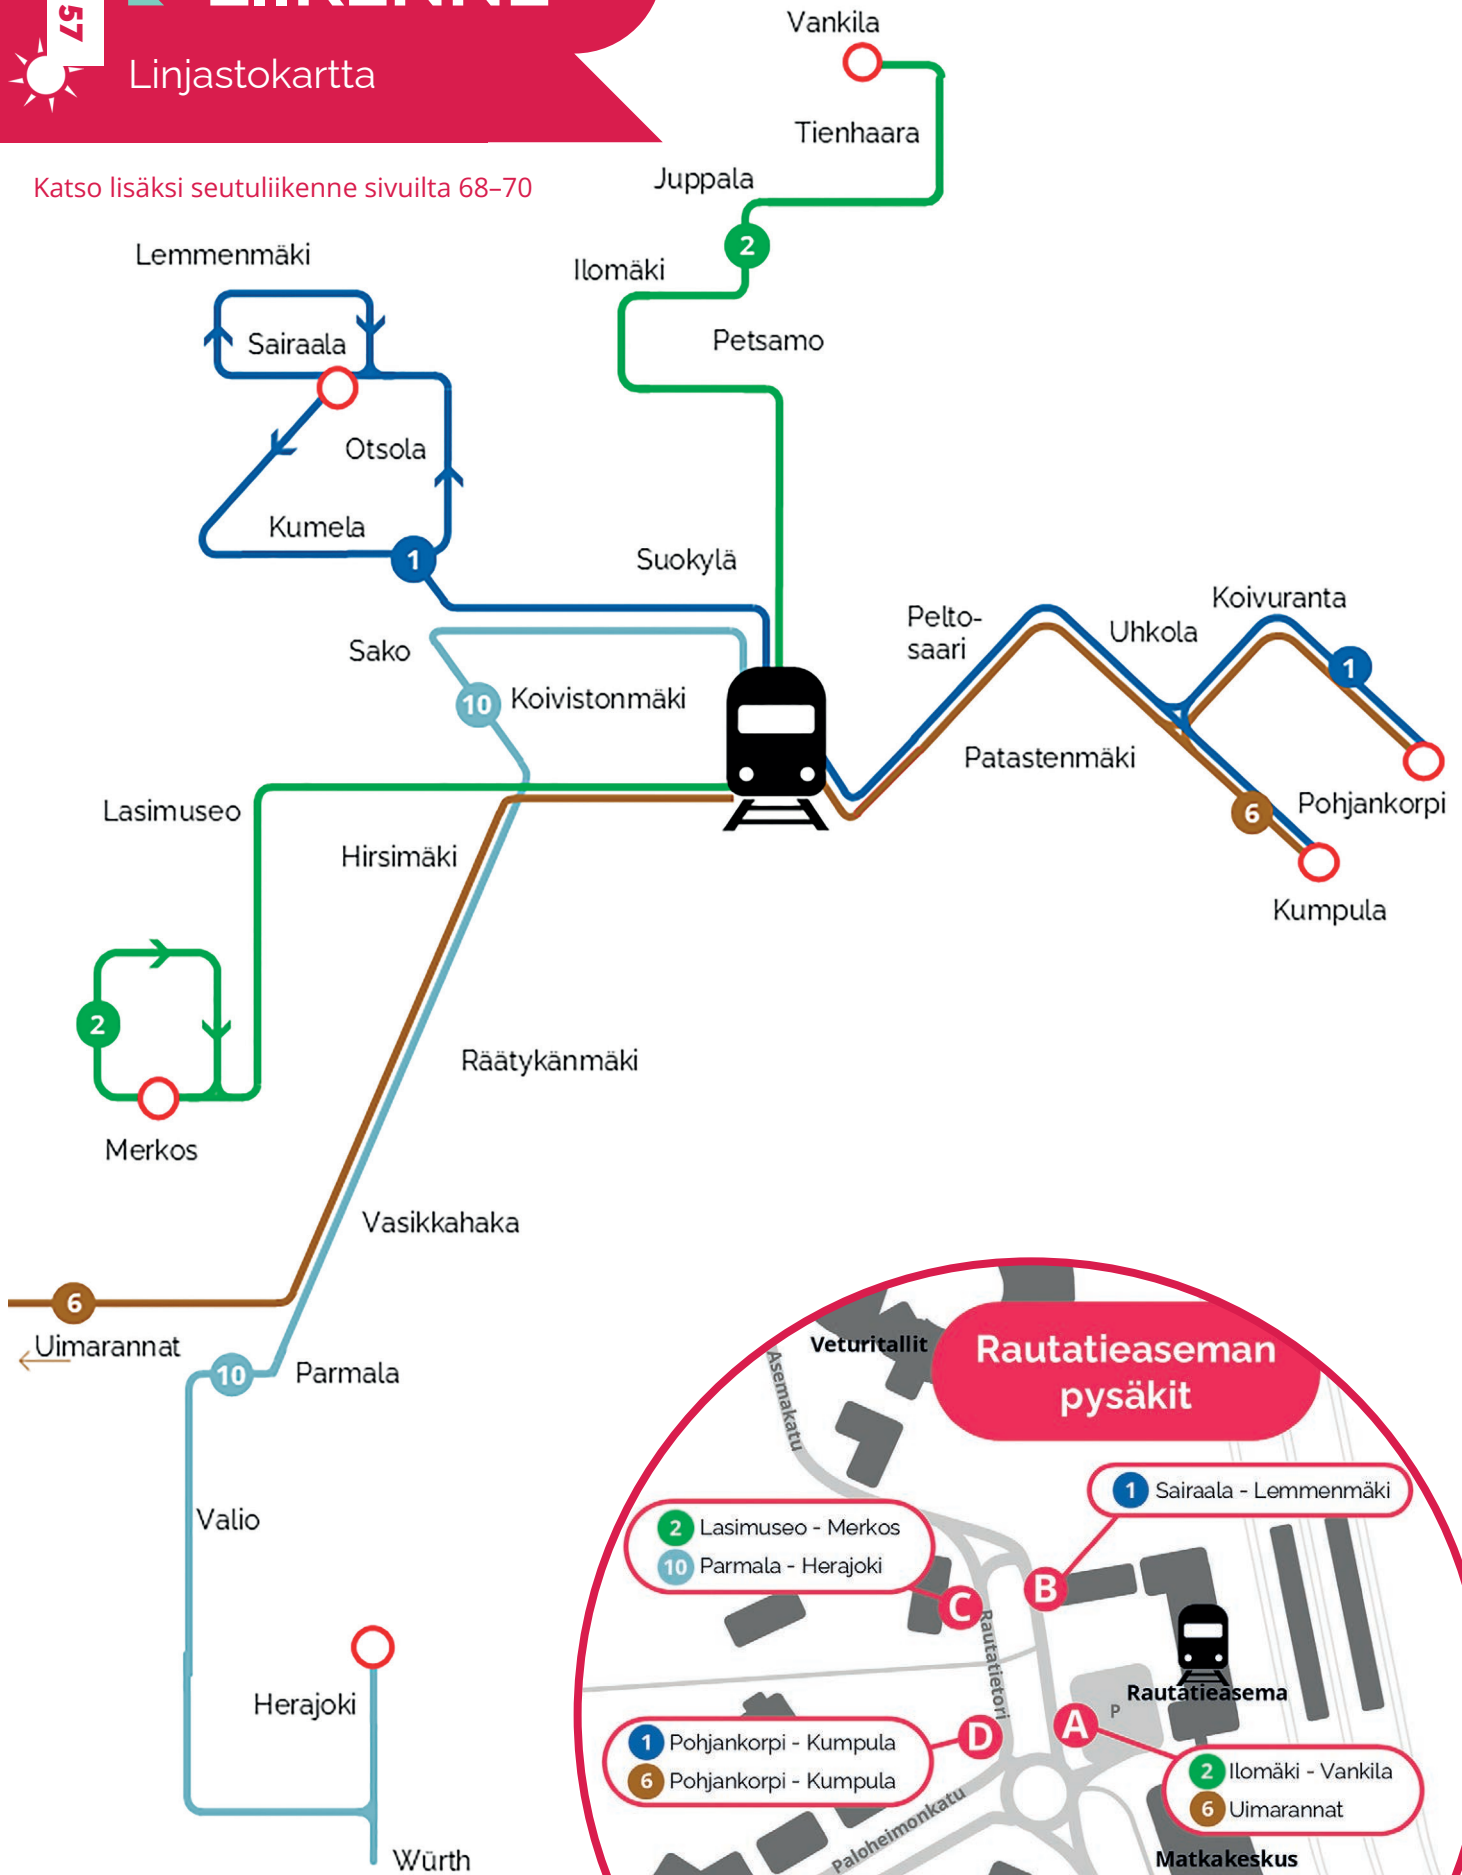 57
LIIKENNE
Linjastokartta
Katso lisäksi seutuliikenne sivuilta 68–70
Vankila
Tienhaara
Juppala
2
Ilomäki
Petsamo
Lemmenmäki
Sairaala
Otsola
Kumela
1
Suokylä
Sako
10
Koivistonmäki
Pelto-
saari
Uhkola
Koivuranta
1
Patastenmäki
6
Pohjankorpi
Kumpula
Lasimuseo
Hirsimäki
2
Räätykänmäki
Merkos
Vasikkahaka
6
Uimarannat
10
Parmala
Valio
Herajoki
Würth
Rautatieaseman
pysäkit
Veturitallit
Asemakatu
1 Sairaala - Lemmenmäki
2 Lasimuseo - Merkos
10 Parmala - Herajoki
B
C
Rautatietori
Rautatieasema
P
A
D
1 Pohjankorpi - Kumpula
6 Pohjankorpi - Kumpula
2 Ilomäki - Vankila
6 Uimarannat
Paloheimonkatu
Matkakeskus